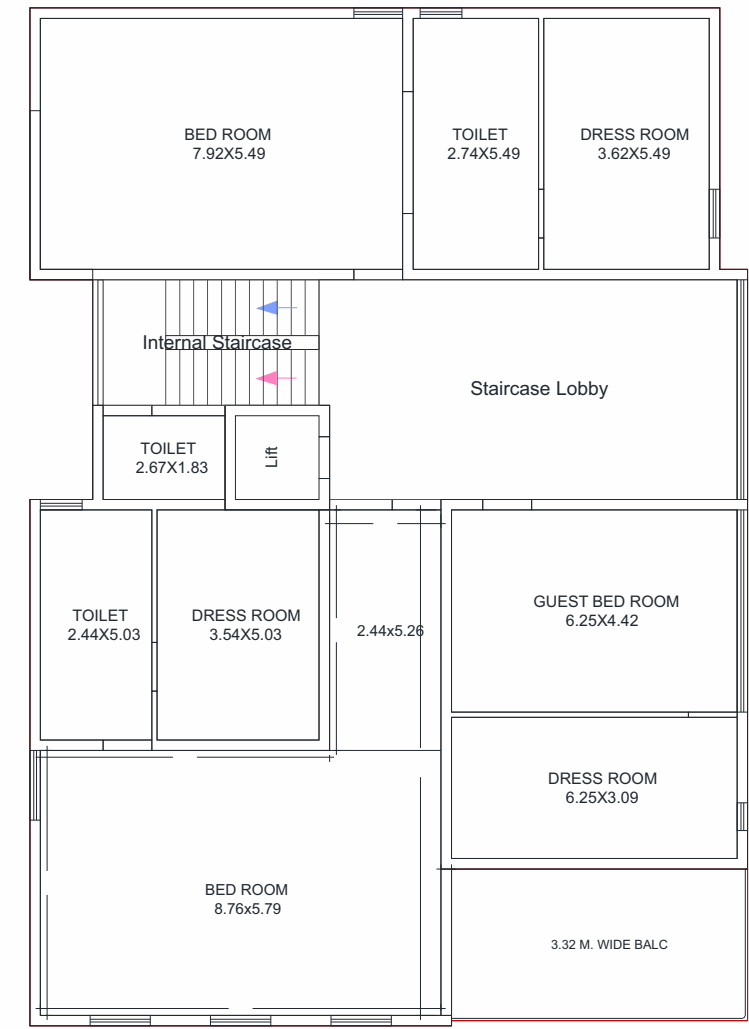 BED ROOM
7.92X5.49
TOILET
2.74X5.49
DRESS ROOM
3.62X5.49
Internal Staircase
Staircase Lobby
TOILET
2.67X1.83
Lift
TOILET
2.44X5.03
DRESS ROOM
3.54X5.03
2.44x5.26
GUEST BED ROOM
6.25X4.42
DRESS ROOM
6.25X3.09
BED ROOM
8.76x5.79
3.32 M. WIDE BALC